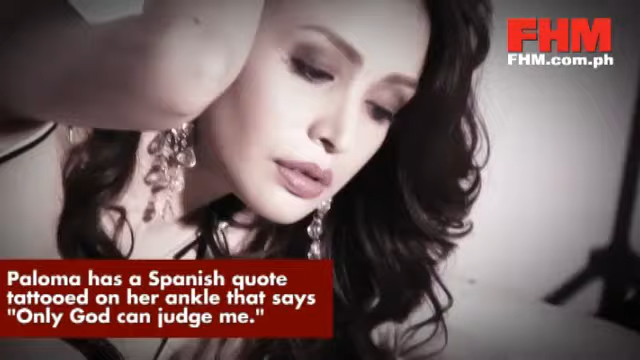 FHM
FHM.com.ph
Paloma has a Spanish quote
tattooed on her ankle that says
"Only God can judge me."